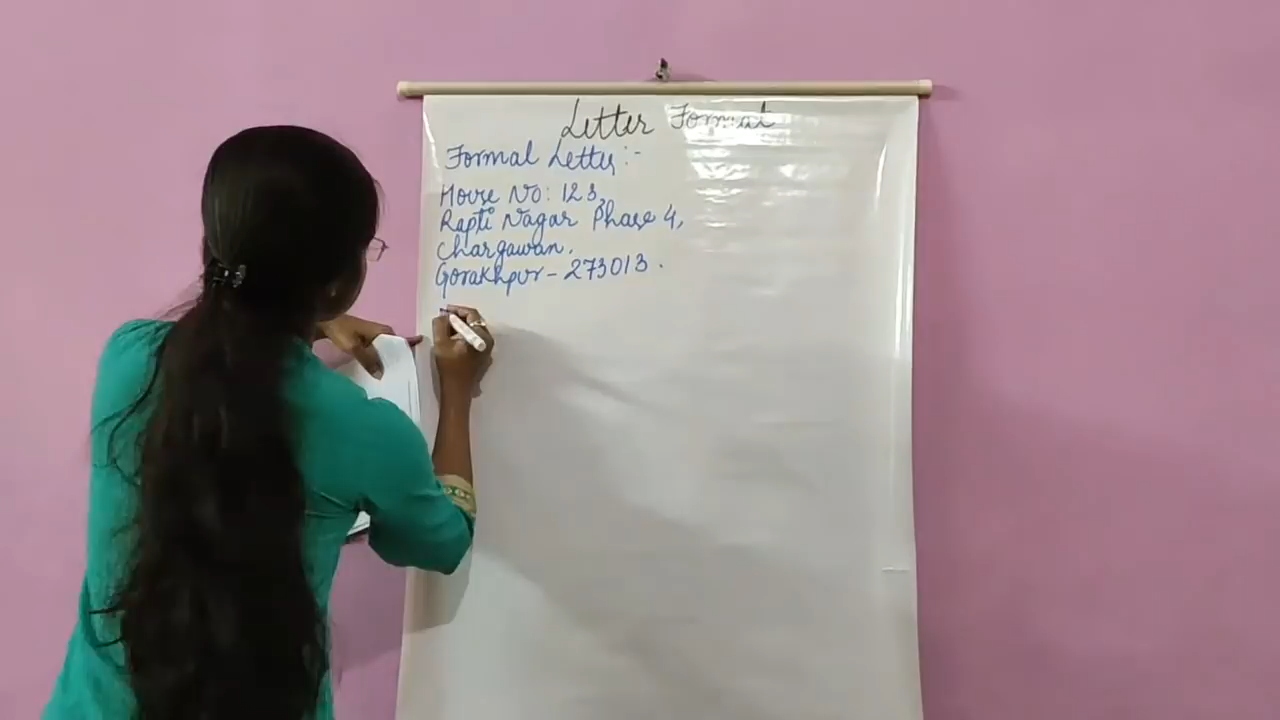 Letter Format
Formal Letter:-
House No: 123,
Rapti Nagar Phase 4,
Chargawan,
Gorakhpur - 273013.